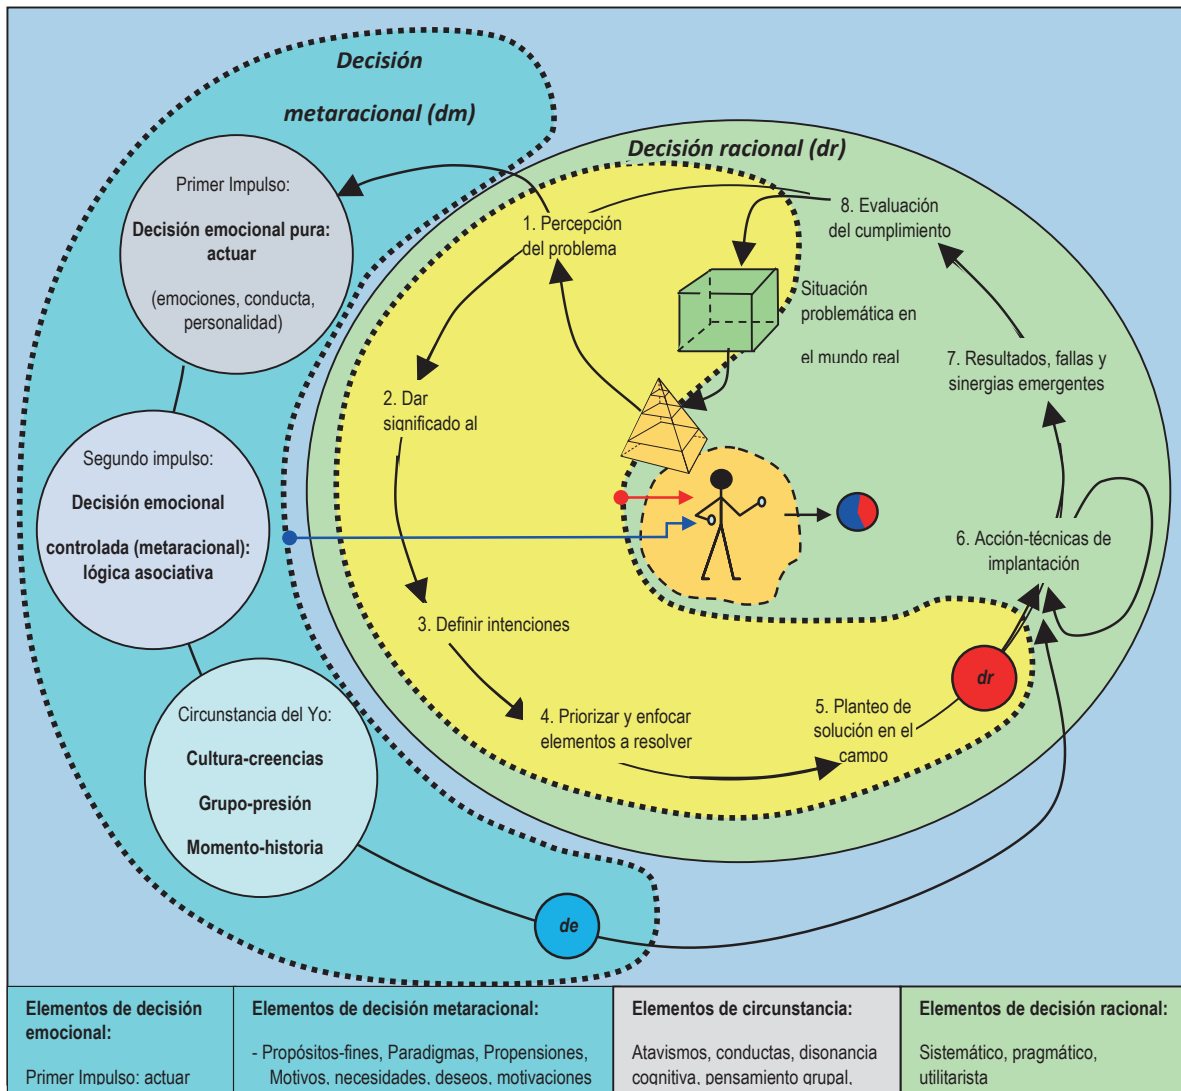 Decisión
metaracional (dm)
Decisión racional (dr)
Primer Impulso:
Decisión emocional pura:
actuar
(emociones, conducta,
personalidad)
Segundo impulso:
Decisión emocional
controlada (metaracional):
lógica asociativa
Circunstancia del Yo:
Cultura-creencias
Grupo-presión
Momento-historia
de
1. Percepción
del problema
2. Dar
significado al
3. Definir intenciones
4. Priorizar y enfocar
elementos a resolver
5. Planteo de
solución en el
campo
dr
6. Acción-técnicas de
implantación
7. Resultados, fallas y
sinergias emergentes
8. Evaluación
del cumplimiento
Situación
problemática en
el mundo real
Elementos de decisión
emocional:
Primer Impulso: actuar
Elementos de decisión metaracional:
- Propósitos-fines, Paradigmas, Propensiones,
Motivos, necesidades, deseos, motivaciones
Elementos de circunstancia:
Atavismos, conductas, disonancia
cognitiva, pensamiento grupal,
Elementos de decisión racional:
Sistemático, pragmático,
utilitarista